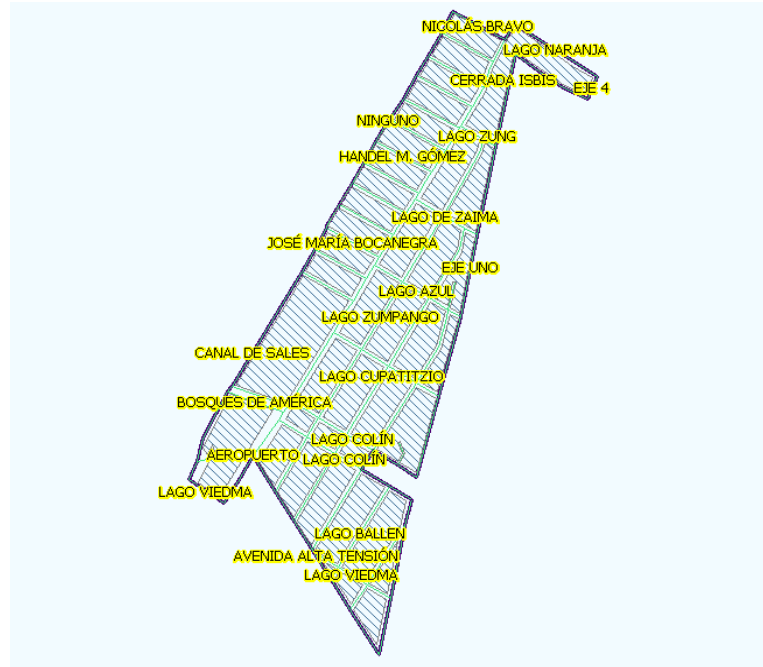 NICOLÁS BRAVO
LAGO NARANJA
CERRADA ISBIS
EJE 4
NINGUNO
LAGO ZUNG
HANDEL M. GÓMEZ
LAGO DE ZAIMA
JOSÉ MARÍA BOCANEGRA
EJE UNO
LAGO AZUL
LAGO ZUMPANGO
CANAL DE SALES
LAGO CUPATITZIO
BOSQUES DE AMÉRICA
LAGO COLÍN
AEROPUERTO
LAGO COLÍN
LAGO VIEDMA
LAGO BALLEN
AVENIDA ALTA TENSIÓN
LAGO VIEDMA